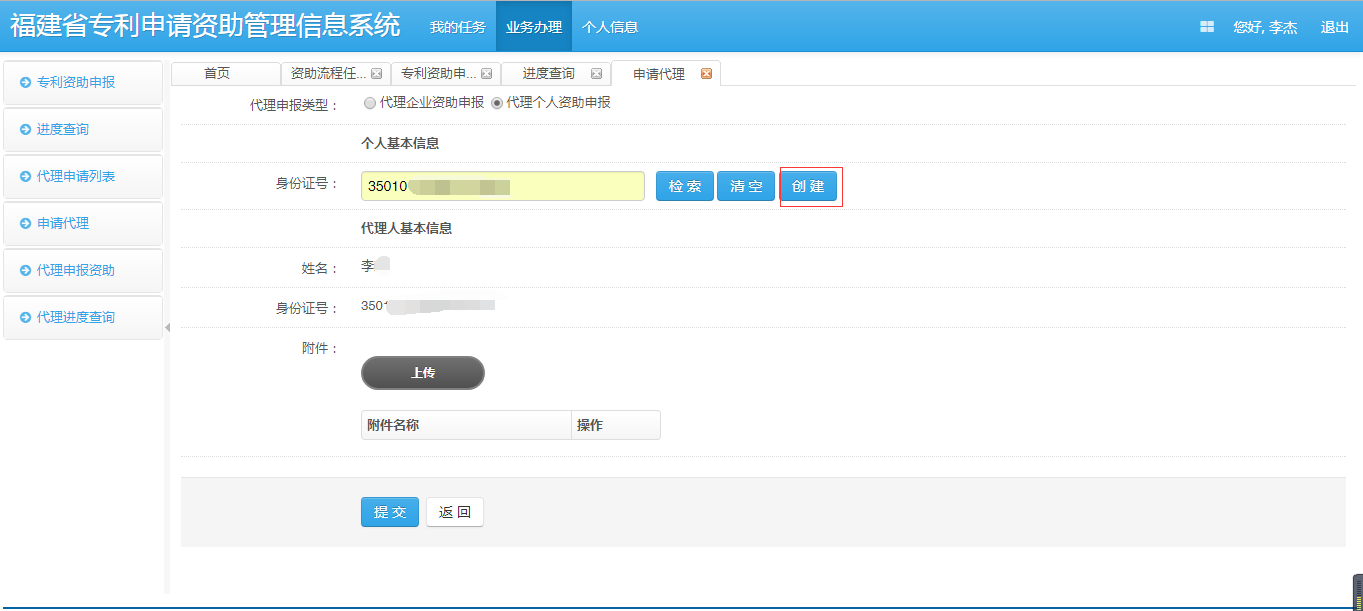 福建省专利申请资助管理信息系统 我的任务 业务办理 个人信息 您好, 李杰 退出
首页 资助流程任... 专利资助申... 进度查询 申请代理
专利资助申报
进度查询
代理申请列表
申请代理
代理申报资助
代理进度查询
代理申报类型： 代理企业资助申报 代理个人资助申报
个人基本信息
身份证号： 35010 检 索 清 空 创 建
代理人基本信息
姓名： 李
身份证号： 350
附件：
上传
附件名称 操作
提 交 返 回